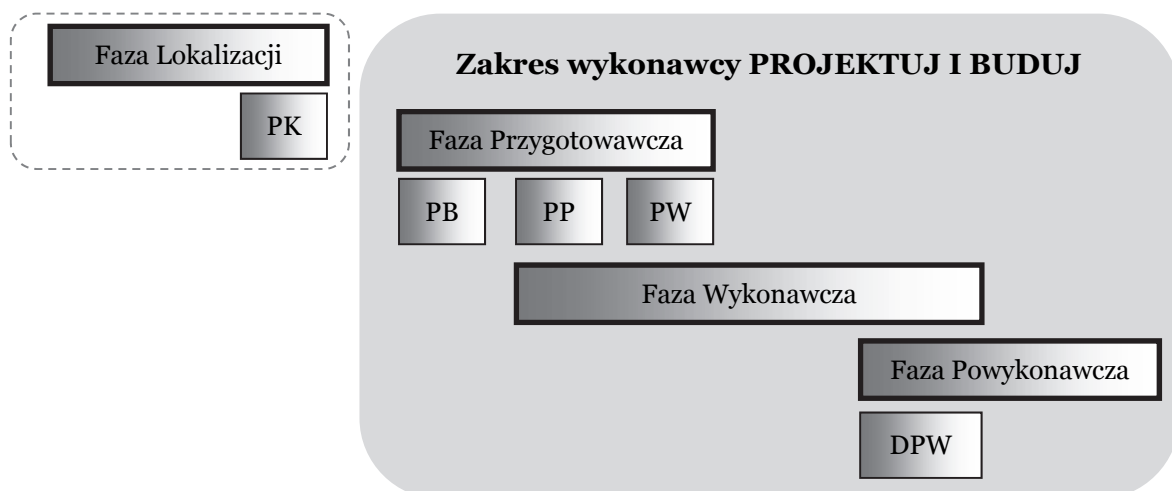 Faza Lokalizacji
PK
Zakres wykonawcy PROJEKTUJ I BUDUJ
Faza Przygotowawcza
PB
PP
PW
Faza Wykonawcza
Faza Powykonawcza
DPW